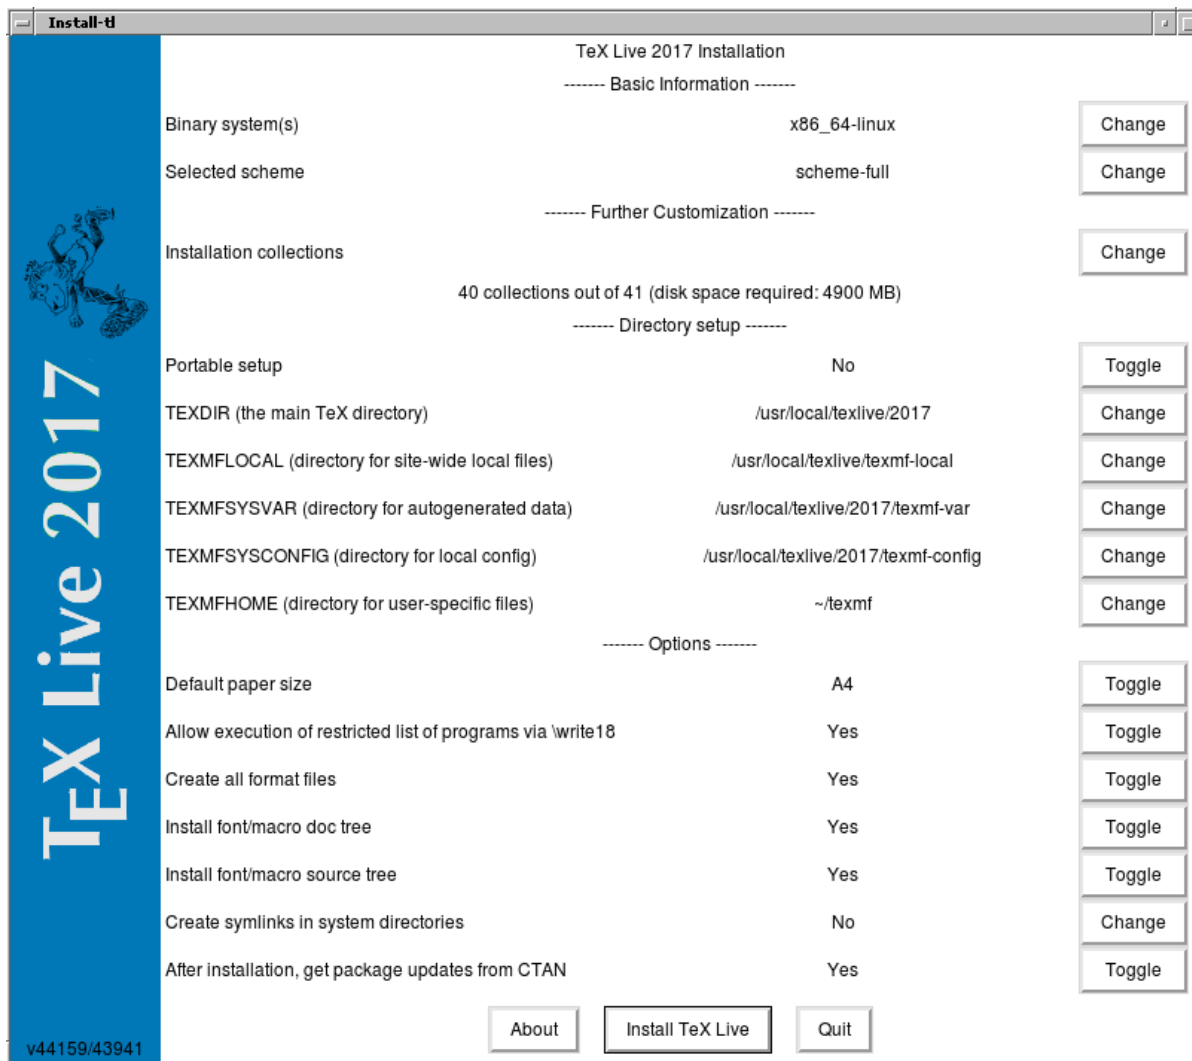 Install-tl
TeX Live 2017 Installation
------- Basic Information -------
Binary system(s) x86_64-linux Change
Selected scheme scheme-full Change
------- Further Customization -------
Installation collections Change
40 collections out of 41 (disk space required: 4900 MB)
------- Directory setup -------
Portable setup No Toggle
TEXDIR (the main TeX directory) /usr/local/texlive/2017 Change
TEXMFLOCAL (directory for site-wide local files) /usr/local/texlive/texmf-local Change
TEXMFSYSVAR (directory for autogenerated data) /usr/local/texlive/2017/texmf-var Change
TEXMFSYSCONFIG (directory for local config) /usr/local/texlive/2017/texmf-config Change
TEXMFHOME (directory for user-specific files) ~/texmf Change
------- Options -------
Default paper size A4 Toggle
Allow execution of restricted list of programs via \write18 Yes Toggle
Create all format files Yes Toggle
Install font/macro doc tree Yes Toggle
Install font/macro source tree Yes Toggle
Create symlinks in system directories No Change
After installation, get package updates from CTAN Yes Toggle
About Install TeX Live Quit
TEX Live 2017
v44159/43941